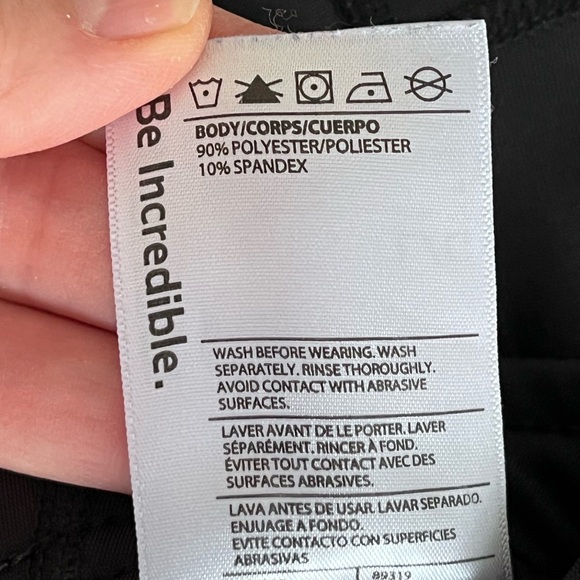 Be Incredible.
BODY/CORPS/CUERPO
90% POLYESTER/POLIESTER
10% SPANDEX
WASH BEFORE WEARING. WASH
SEPARATELY. RINSE THOROUGHLY.
AVOID CONTACT WITH ABRASIVE
SURFACES.
LAVER AVANT DE LE PORTER. LAVER
SÉPARÉMENT. RINCER À FOND.
ÉVITER TOUT CONTACT AVEC DES
SURFACES ABRASIVES.
LAVA ANTES DE USAR. LAVAR SEPARADO.
ENJUAGE A FONDO.
EVITE CONTACTO CON SUPERFICIES
ABRASIVAS
89319